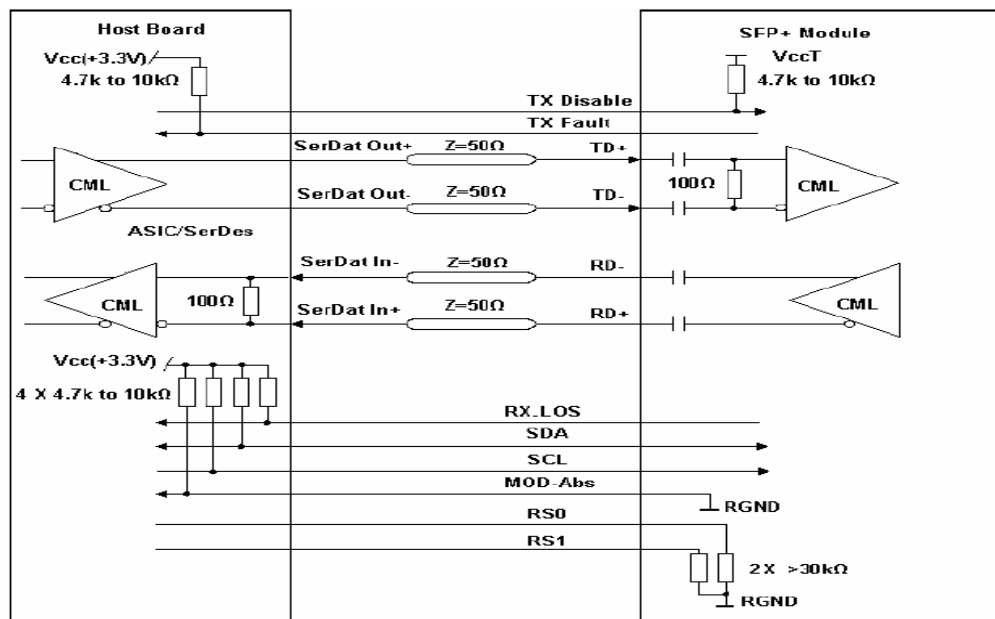 Host Board
SFP+ Module
Vcc(+3.3V)
4.7k to 10kΩ
VccT
4.7k to 10kΩ
TX Disable
TX Fault
SerDat Out+
Z=50Ω
TD+
CML
100Ω
CML
SerDat Out-
Z=50Ω
TD-
ASIC/SerDes
SerDat In-
Z=50Ω
RD-
CML
100Ω
CML
SerDat In+
Z=50Ω
RD+
Vcc(+3.3V)
4 X 4.7k to 10kΩ
RX-LOS
SDA
SCL
MOD-Abs
RGND
RS0
RS1
2X >30kΩ
RGND